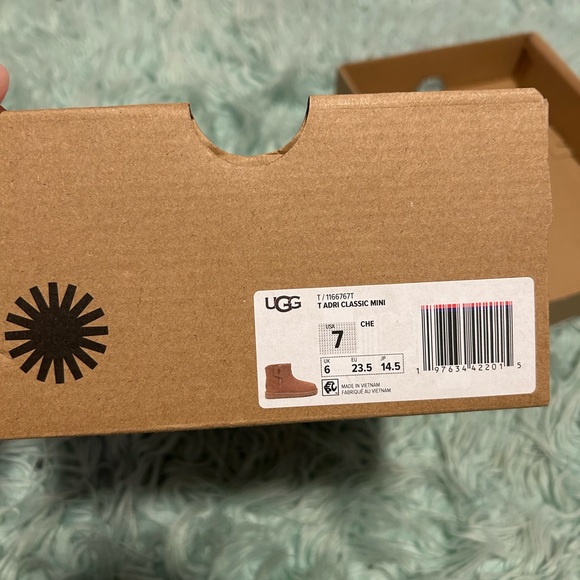 UGG
T / 1166767T
T ADRI CLASSIC MINI
USA
7
CHE
UK
6
EU
23.5
JP
14.5
MADE IN VIETNAM
FABRIQUÉ AU VIETNAM
1 97634 42201 5